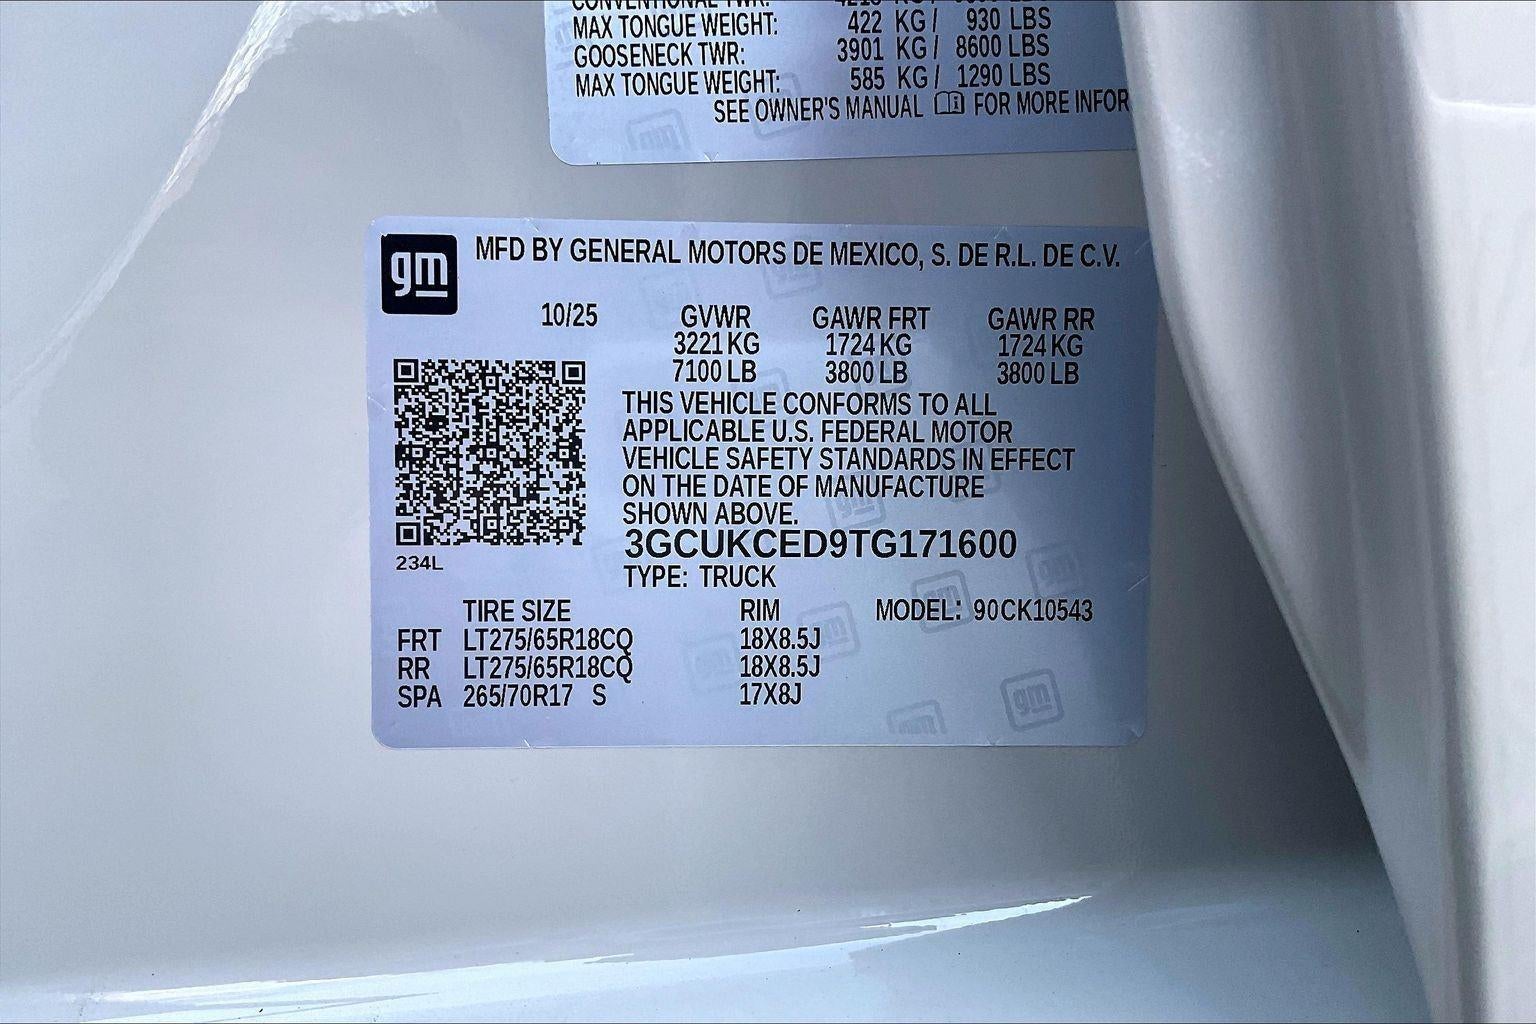 CONVENTIONAL TWR:
MAX TONGUE WEIGHT: 422 KG / 930 LBS
GOOSENECK TWR: 3901 KG / 8600 LBS
MAX TONGUE WEIGHT: 585 KG / 1290 LBS
SEE OWNER'S MANUAL FOR MORE INFOR
gm
MFD BY GENERAL MOTORS DE MEXICO, S. DE R.L. DE C.V.
10/25 GVWR GAWR FRT GAWR RR
3221 KG 1724 KG 1724 KG
7100 LB 3800 LB 3800 LB
THIS VEHICLE CONFORMS TO ALL
APPLICABLE U.S. FEDERAL MOTOR
VEHICLE SAFETY STANDARDS IN EFFECT
ON THE DATE OF MANUFACTURE
SHOWN ABOVE.
3GCUKCED9TG171600
234L
TYPE: TRUCK
TIRE SIZE RIM MODEL: 90CK10543
FRT LT275/65R18CQ 18X8.5J
RR LT275/65R18CQ 18X8.5J
SPA 265/70R17 S 17X8J